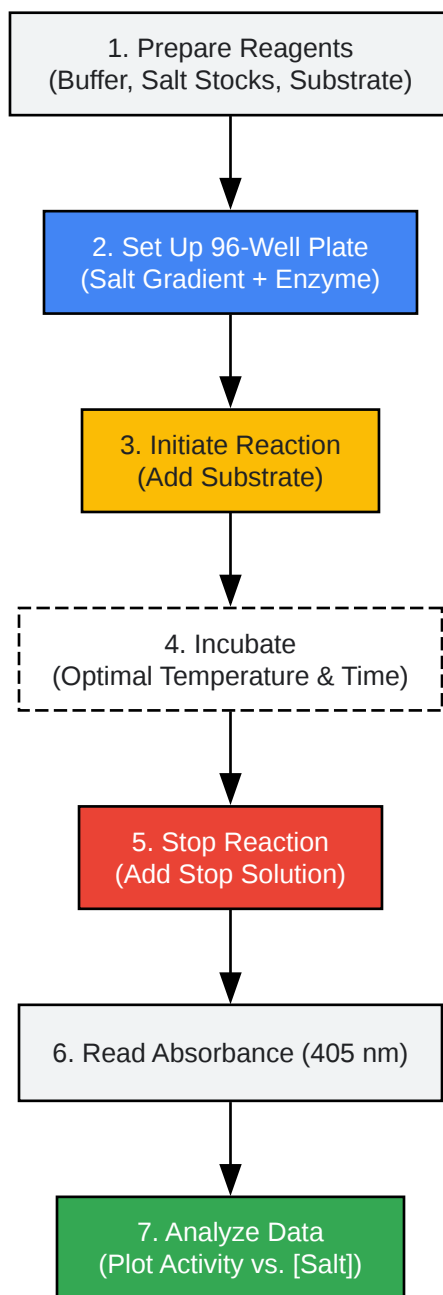 1. Prepare Reagents
(Buffer, Salt Stocks, Substrate)
2. Set Up 96-Well Plate
(Salt Gradient + Enzyme)
3. Initiate Reaction
(Add Substrate)
4. Incubate
(Optimal Temperature & Time)
5. Stop Reaction
(Add Stop Solution)
6. Read Absorbance (405 nm)
7. Analyze Data
(Plot Activity vs. [Salt])